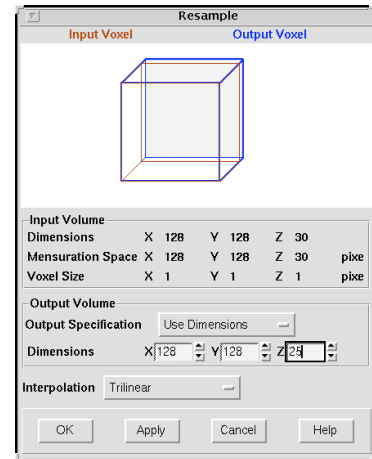 Resample
Input Voxel Output Voxel
Input Volume
Dimensions X 128 Y 128 Z 30
Mensuration Space X 128 Y 128 Z 30 pixe
Voxel Size X 1 Y 1 Z 1 pixe
Output Volume
Output Specification Use Dimensions
Dimensions X 128 Y 128 Z 25
Interpolation Trilinear
OK Apply Cancel Help